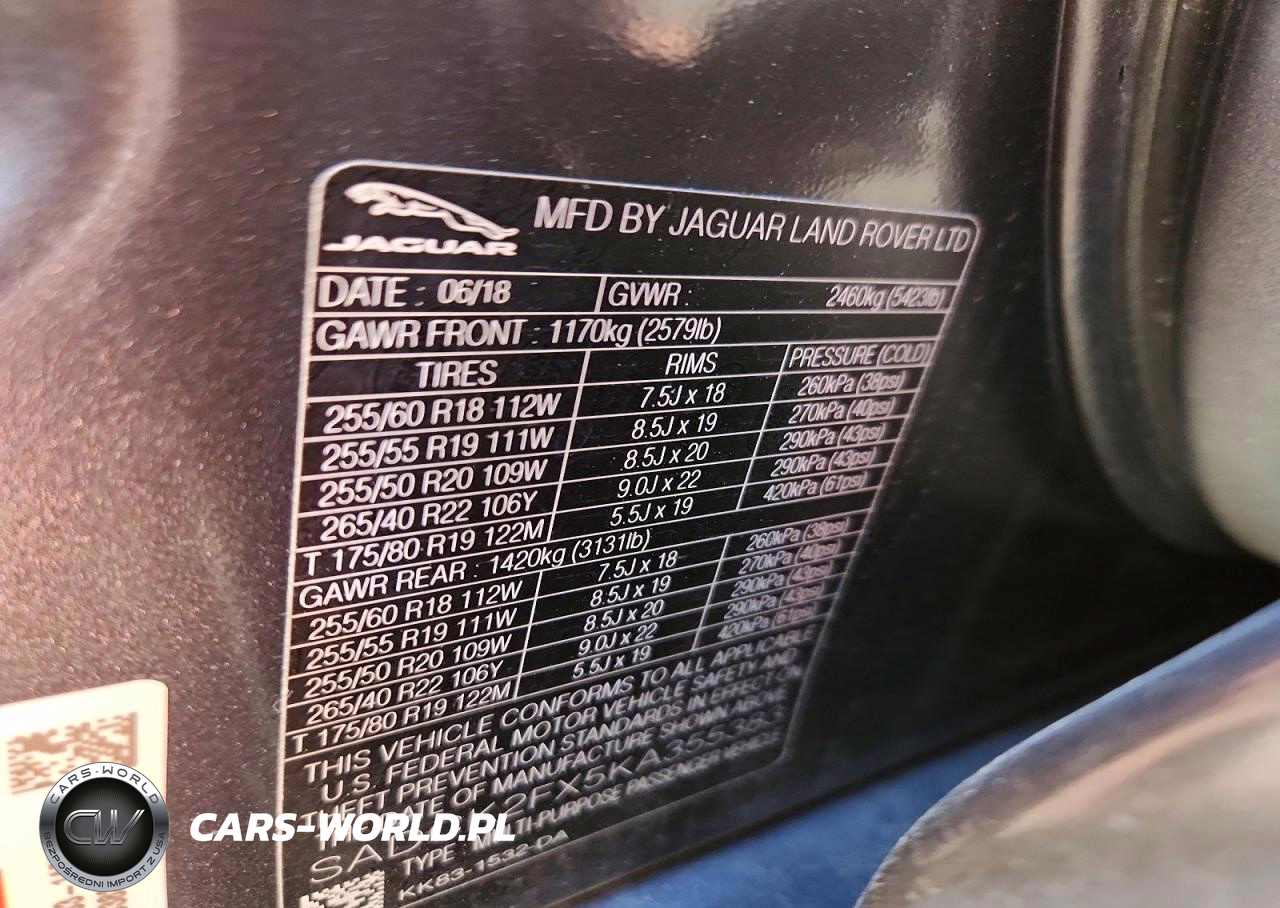 JAGUAR
MFD BY JAGUAR LAND ROVER LTD
DATE : 06/18 GVWR : 2460kg (5423lb)
GAWR FRONT : 1170kg (2579lb)
TIRES RIMS PRESSURE (COLD)
255/60 R18 112W 7.5J x 18 260kPa (38psi)
255/55 R19 111W 8.5J x 19 270kPa (40psi)
255/50 R20 109W 8.5J x 20 290kPa (43psi)
265/40 R22 106Y 9.0J x 22 290kPa (43psi)
T 175/80 R19 122M 5.5J x 19 420kPa (61psi)
GAWR REAR : 1420kg (3131lb)
255/60 R18 112W 7.5J x 18 260kPa (38psi)
255/55 R19 111W 8.5J x 19 270kPa (40psi)
255/50 R20 109W 8.5J x 20 290kPa (43psi)
265/40 R22 106Y 9.0J x 22 290kPa (43psi)
T 175/80 R19 122M 5.5J x 19 420kPa (61psi)
THIS VEHICLE CONFORMS TO ALL APPLICABLE
U.S. FEDERAL MOTOR VEHICLE SAFETY AND
THEFT PREVENTION STANDARDS IN EFFECT ON
THE DATE OF MANUFACTURE SHOWN ABOVE
TYPE : MULTI-PURPOSE PASSENGER VEHICLE
KK83-1532-DA
CARS-WORLD
CW
BEZPOŚREDNI IMPORT Z USA
CARS-WORLD.PL